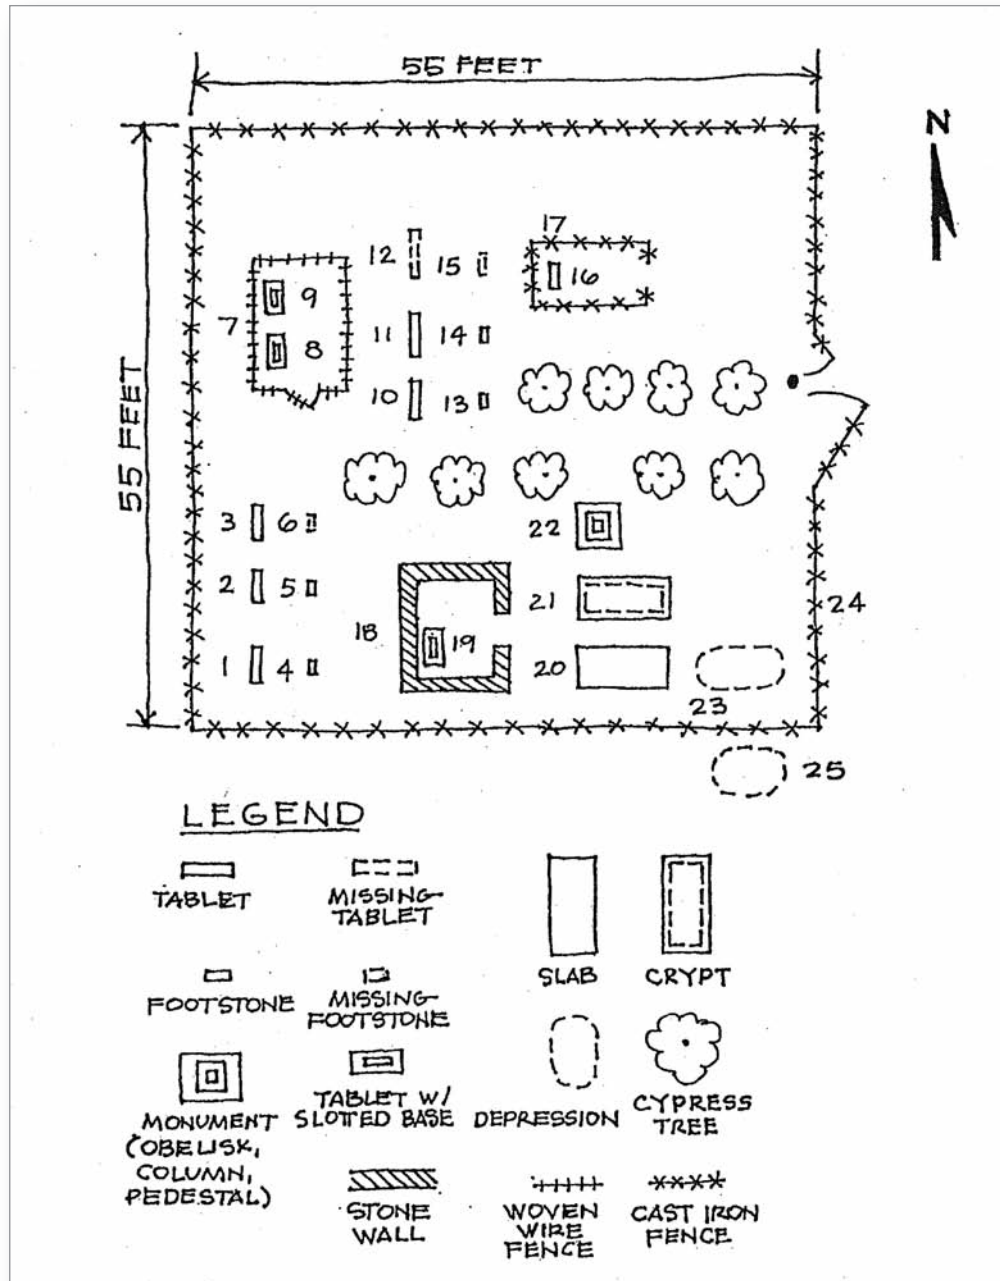 55 FEET
N
55 FEET
17
12
15
16
9
7
8
11
14
10
13
3
6
22
2
5
21
24
18
19
1
4
20
23
25
LEGEND
TABLET
MISSING
TABLET
SLAB
CRYPT
FOOTSTONE
MISSING
FOOTSTONE
MONUMENT
(OBELISK,
COLUMN,
PEDESTAL)
TABLET W/
SLOTTED BASE
DEPRESSION
CYPRESS
TREE
STONE
WALL
WOVEN
WIRE
FENCE
CAST IRON
FENCE